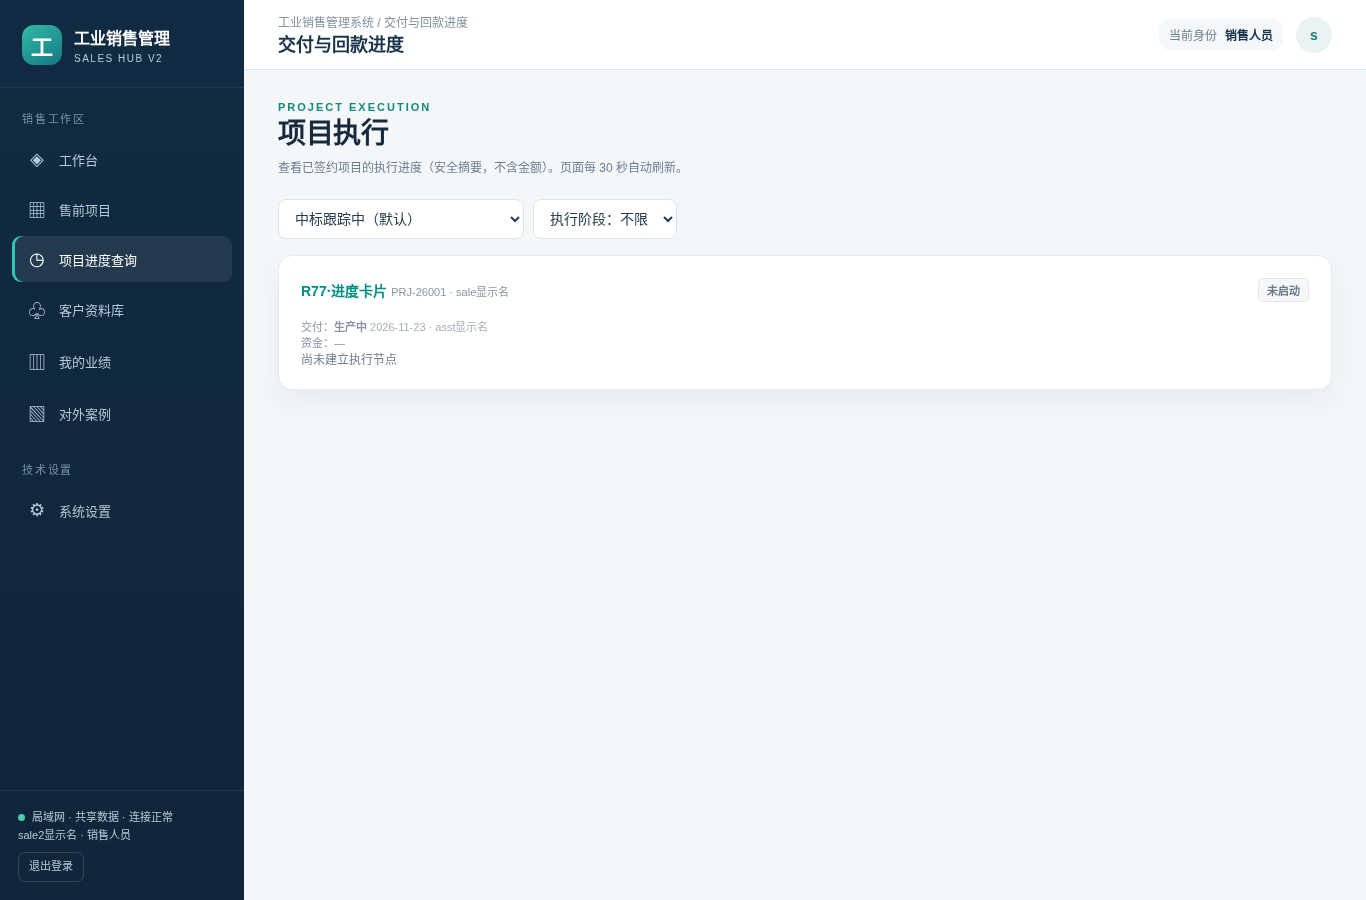 工
工业销售管理
SALES HUB V2
销售工作区
工作台
售前项目
项目进度查询
客户资料库
我的业绩
对外案例
技术设置
系统设置
局域网 · 共享数据 · 连接正常
sale2显示名 · 销售人员
退出登录
工业销售管理系统 / 交付与回款进度
交付与回款进度
当前身份 销售人员
s
PROJECT EXECUTION
项目执行
查看已签约项目的执行进度（安全摘要，不含金额）。页面每 30 秒自动刷新。
中标跟踪中（默认）
执行阶段：不限
R77·进度卡片 PRJ-26001 · sale显示名
未启动
交付：生产中 2026-11-23 · asst显示名
资金：—
尚未建立执行节点